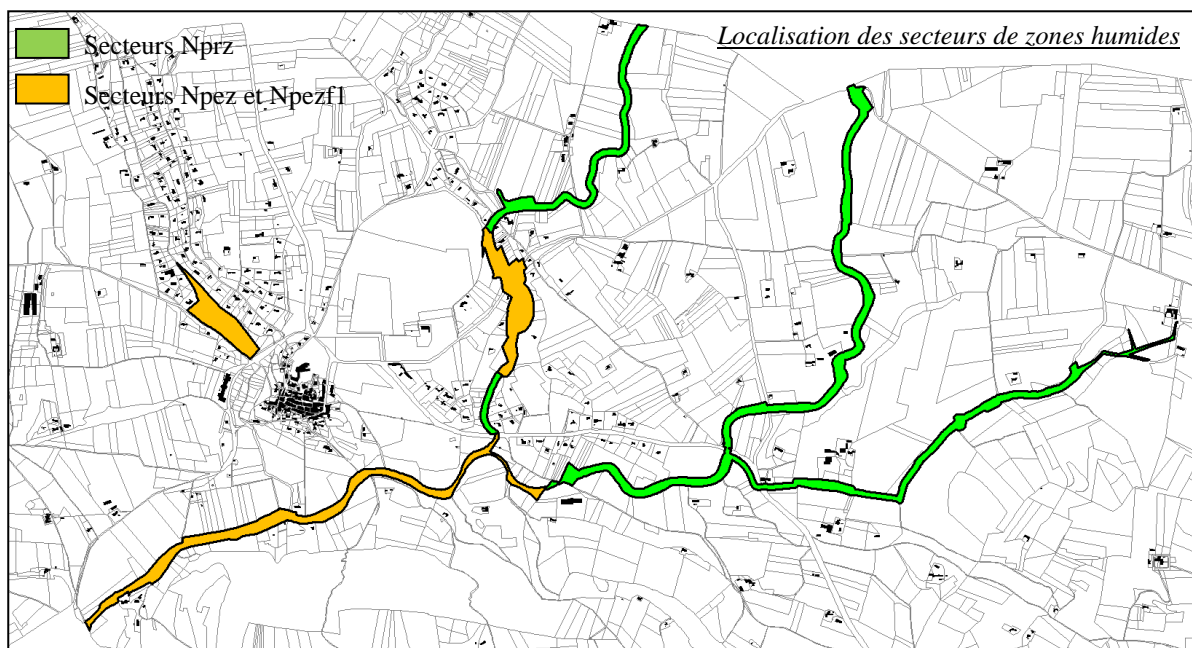 Localisation des secteurs de zones humides
Secteurs Nprz
Secteurs Npez et Npezf1